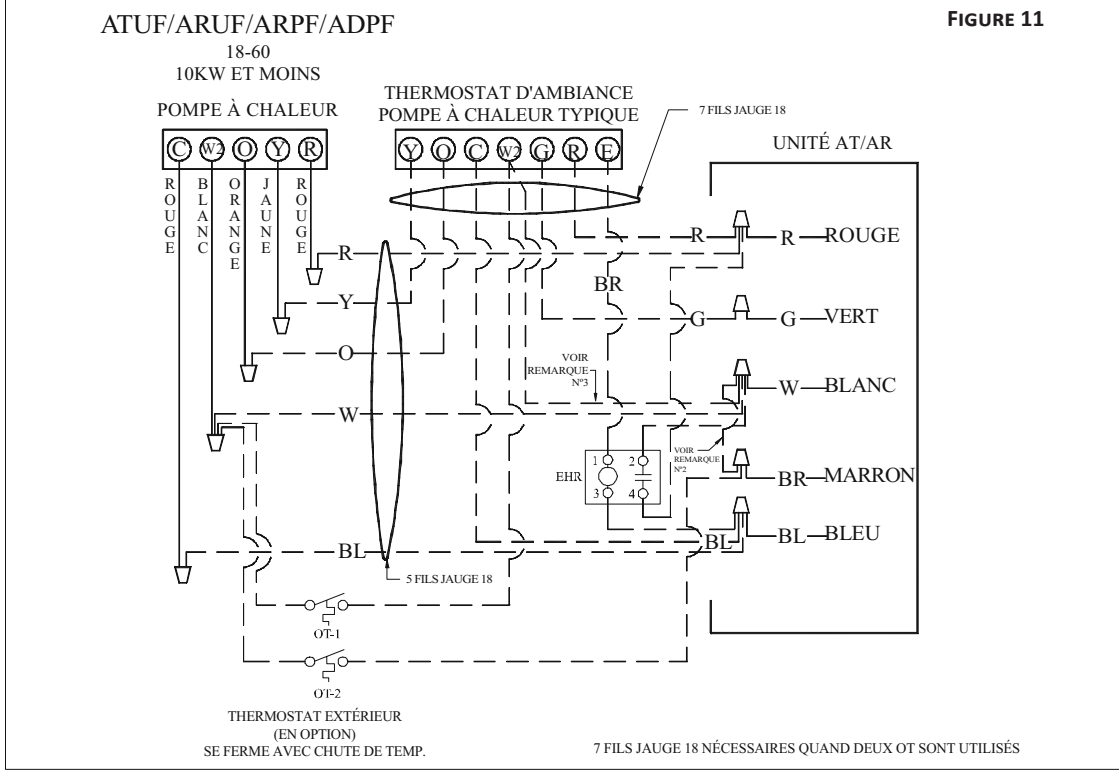 FIGURE 11
ATUF/ARUF/ARPF/ADPF
18-60
10KW ET MOINS
POMPE À CHALEUR
THERMOSTAT D'AMBIANCE
POMPE À CHALEUR TYPIQUE
7 FILS JAUGE 18
UNITÉ AT/AR
C W2 O Y R
Y O C W2 G R E
ROUGE
BLANC
ORANGE
JAUNE
ROUGE
R
R
R
ROUGE
BR
Y
G
G
VERT
O
VOIR
REMARQUE
Nº3
W
W
BLANC
VOIR
REMARQUE
Nº2
EHR
1
2
3
4
BR
MARRON
BL
BL
BL
BLEU
5 FILS JAUGE 18
OT-1
OT-2
THERMOSTAT EXTÉRIEUR
(EN OPTION)
SE FERME AVEC CHUTE DE TEMP.
7 FILS JAUGE 18 NÉCESSAIRES QUAND DEUX OT SONT UTILISÉS